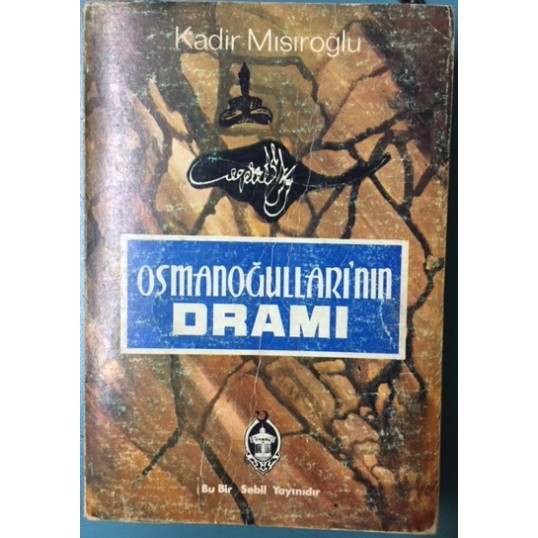 Kadir Mısıroğlu
OSMANOĞULLARI'NIN
DRAMI
Bu Bir Sebil Yayınıdır